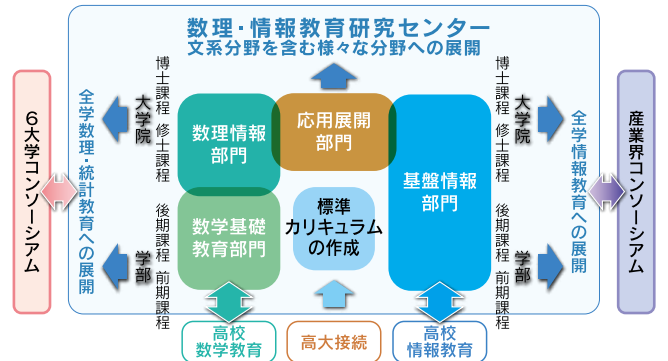 数理・情報教育研究センター
文系分野を含む様々な分野への展開
6大学コンソーシアム
全学数理・統計教育への展開
大学院
学部
博士課程
修士課程
後期課程
前期課程
数理情報
部門
応用展開
部門
基盤情報
部門
数学基礎
教育部門
標準
カリキュラム
の作成
博士課程
修士課程
後期課程
前期課程
大学院
学部
全学情報教育への展開
産業界コンソーシアム
高校
数学教育
高大接続
高校
情報教育